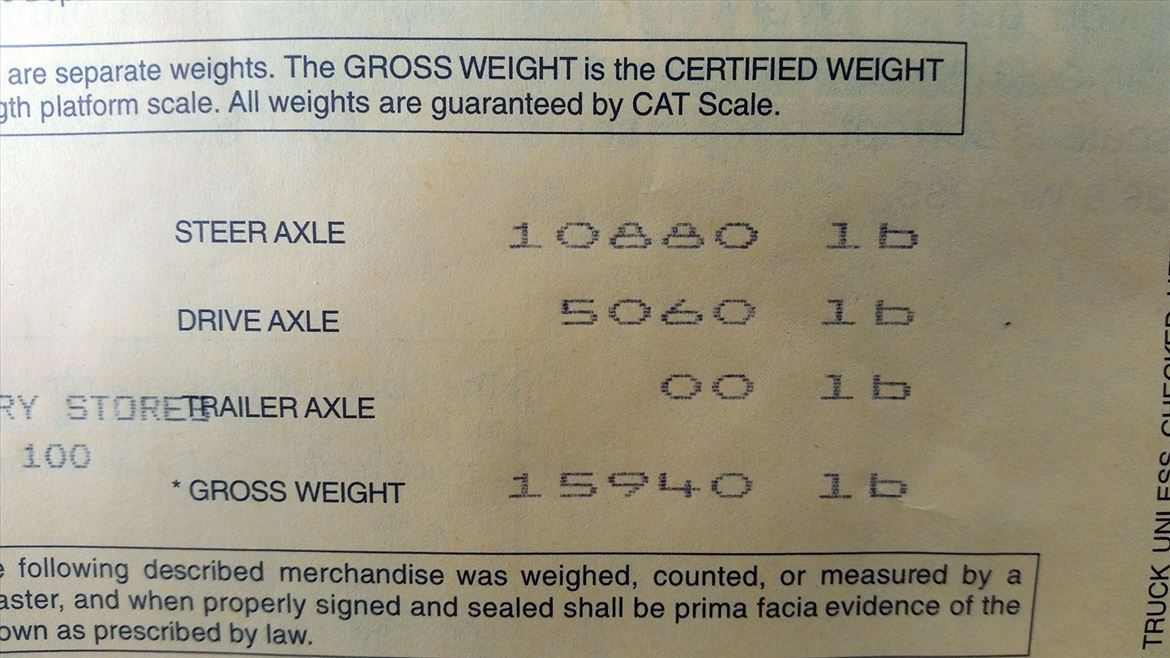 are separate weights. The GROSS WEIGHT is the CERTIFIED WEIGHT
gth platform scale. All weights are guaranteed by CAT Scale.
STEER AXLE 10880 lb
DRIVE AXLE 5060 lb
TRAILER AXLE 00 lb
RY STORE
100
* GROSS WEIGHT 15940 lb
e following described merchandise was weighed, counted, or measured by a
aster, and when properly signed and sealed shall be prima facia evidence of the
own as prescribed by law.
TRUCK UNLESS CHECKED